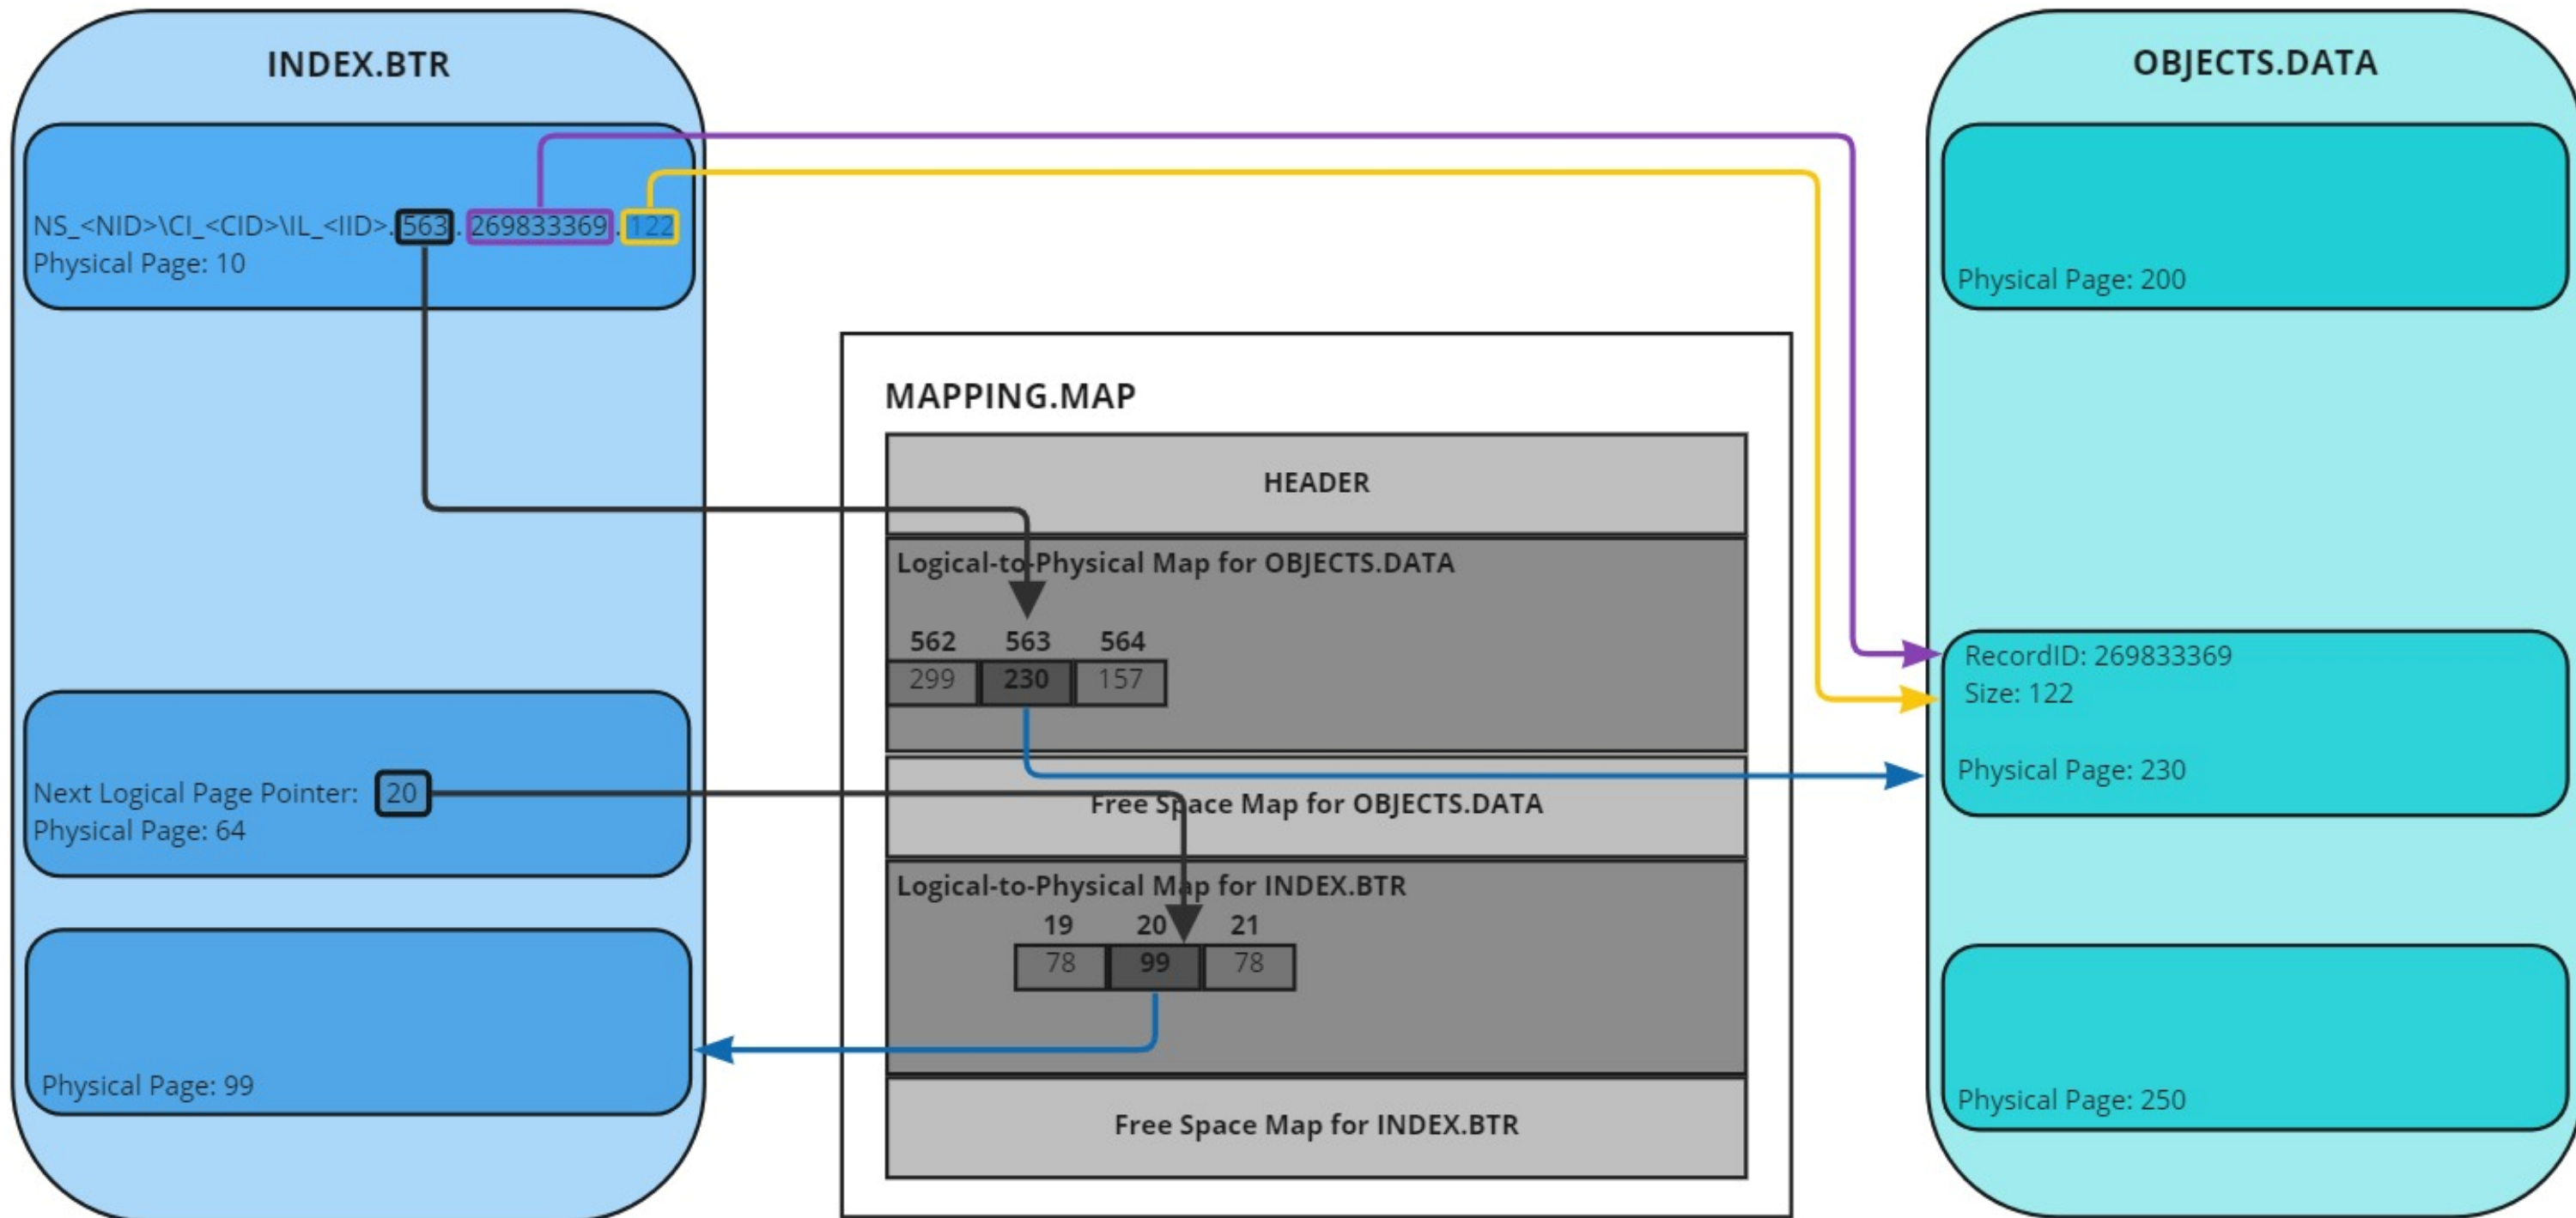 INDEX.BTR
NS_<NID>\CI_<CID>\IL_<IID>.563.269833369.122
Physical Page: 10
Next Logical Page Pointer: 20
Physical Page: 64
Physical Page: 99
MAPPING.MAP
HEADER
Logical-to-Physical Map for OBJECTS.DATA
562 563 564
299 230 157
Free Space Map for OBJECTS.DATA
Logical-to-Physical Map for INDEX.BTR
19 20 21
78 99 78
Free Space Map for INDEX.BTR
OBJECTS.DATA
Physical Page: 200
RecordID: 269833369
Size: 122
Physical Page: 230
Physical Page: 250